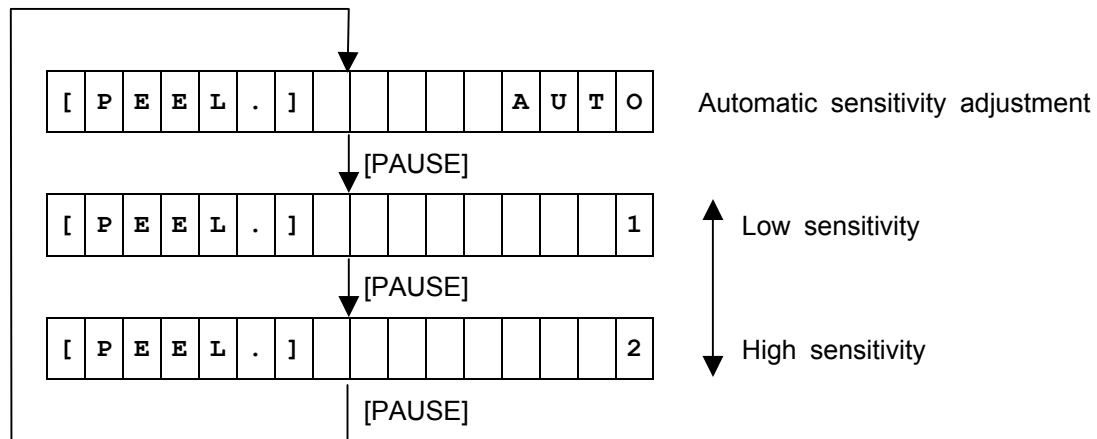 [PEEL.] AUTO Automatic sensitivity adjustment
[PAUSE]
[PEEL.] 1 Low sensitivity
[PAUSE]
[PEEL.] 2 High sensitivity
[PAUSE]